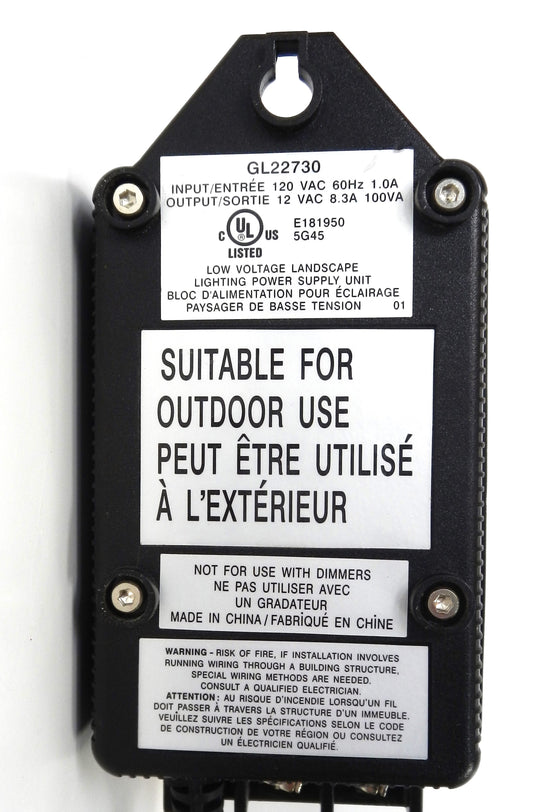 GL22730
INPUT/ENTRÉE 120 VAC 60Hz 1.0A
OUTPUT/SORTIE 12 VAC 8.3A 100VA
C UL US E181950
LISTED 5G45
LOW VOLTAGE LANDSCAPE
LIGHTING POWER SUPPLY UNIT
BLOC D'ALIMENTATION POUR ÉCLAIRAGE
PAYSAGER DE BASSE TENSION 01
SUITABLE FOR
OUTDOOR USE
PEUT ÊTRE UTILISÉ
À L'EXTÉRIEUR
NOT FOR USE WITH DIMMERS
NE PAS UTILISER AVEC
UN GRADATEUR
MADE IN CHINA/FABRIQUÉ EN CHINE
WARNING - RISK OF FIRE, IF INSTALLATION INVOLVES
RUNNING WIRING THROUGH A BUILDING STRUCTURE,
SPECIAL WIRING METHODS ARE NEEDED.
CONSULT A QUALIFIED ELECTRICIAN.
ATTENTION: AU RISQUE D'INCENDIE LORSQU'UN FIL
DOIT PASSER À TRAVERS LA STRUCTURE D'UN IMMEUBLE.
VEUILLEZ SUIVRE LES SPÉCIFICATIONS SELON LE CODE
DE CONSTRUCTION DE VOTRE RÉGION OU CONSULTEZ
UN ÉLECTRICIEN QUALIFIÉ.